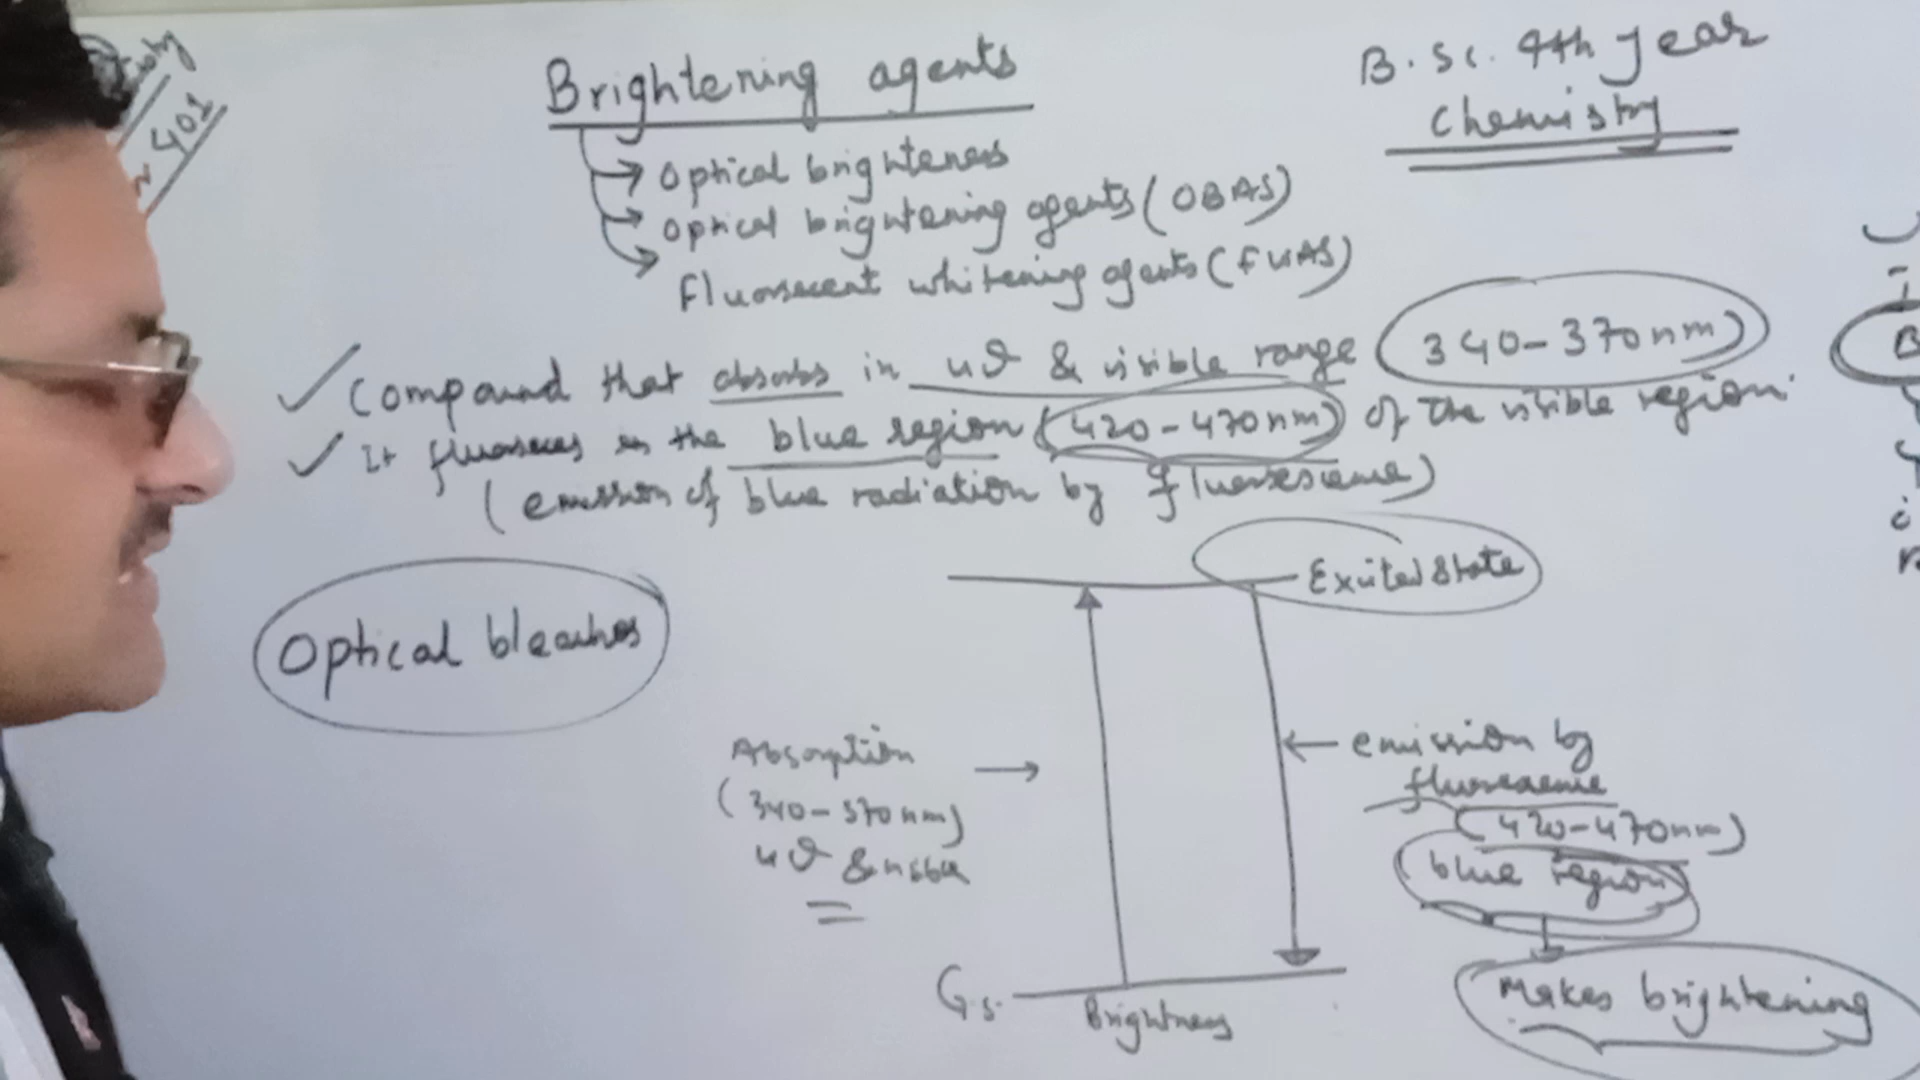 401
Brightening agents
B.Sc. 4th year
Chemistry
→ Optical brighteners
→ Optical brightening agents (OBAS)
→ Fluorescent whitening agents (FWAS)
✓ Compound that absorbs in uv & visible range (340-370nm)
✓ It fluoresces in the blue region (420-470nm) of the visible region.
(emission of blue radiation by fluorescence)
Exited state
Optical bleaches
Absorption →
(340-370nm)
uv & visible
← emission by
fluorescence
(420-470nm)
blue region
Makes brightening
G.S.
Brightness